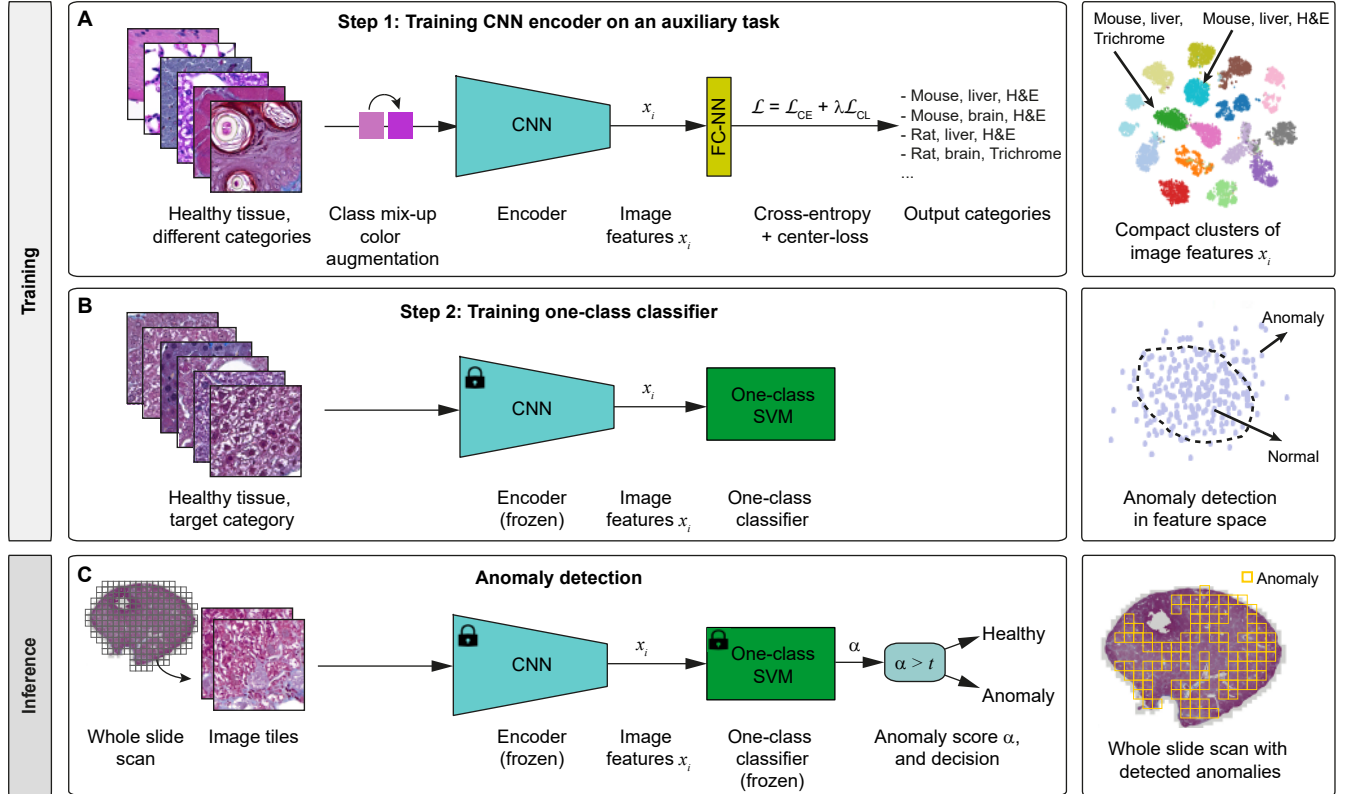 Training
A
Step 1: Training CNN encoder on an auxiliary task
CNN
x_i
FC-NN
ℒ = ℒ_CE + λℒ_CL
- Mouse, liver, H&E
- Mouse, brain, H&E
- Rat, liver, H&E
- Rat, brain, Trichrome
...
Healthy tissue,
different categories
Class mix-up
color
augmentation
Encoder
Image
features x_i
Cross-entropy
+ center-loss
Output categories
Mouse, liver,
Trichrome
Mouse, liver, H&E
Compact clusters of
image features x_i
B
Step 2: Training one-class classifier
CNN
x_i
One-class
SVM
Healthy tissue,
target category
Encoder
(frozen)
Image
features x_i
One-class
classifier
Anomaly
Normal
Anomaly detection
in feature space
Inference
C
Anomaly detection
CNN
x_i
One-class
SVM
α
α > t
Healthy
Anomaly
Whole slide
scan
Image tiles
Encoder
(frozen)
Image
features x_i
One-class
classifier
(frozen)
Anomaly score α,
and decision
Anomaly
Whole slide scan with
detected anomalies